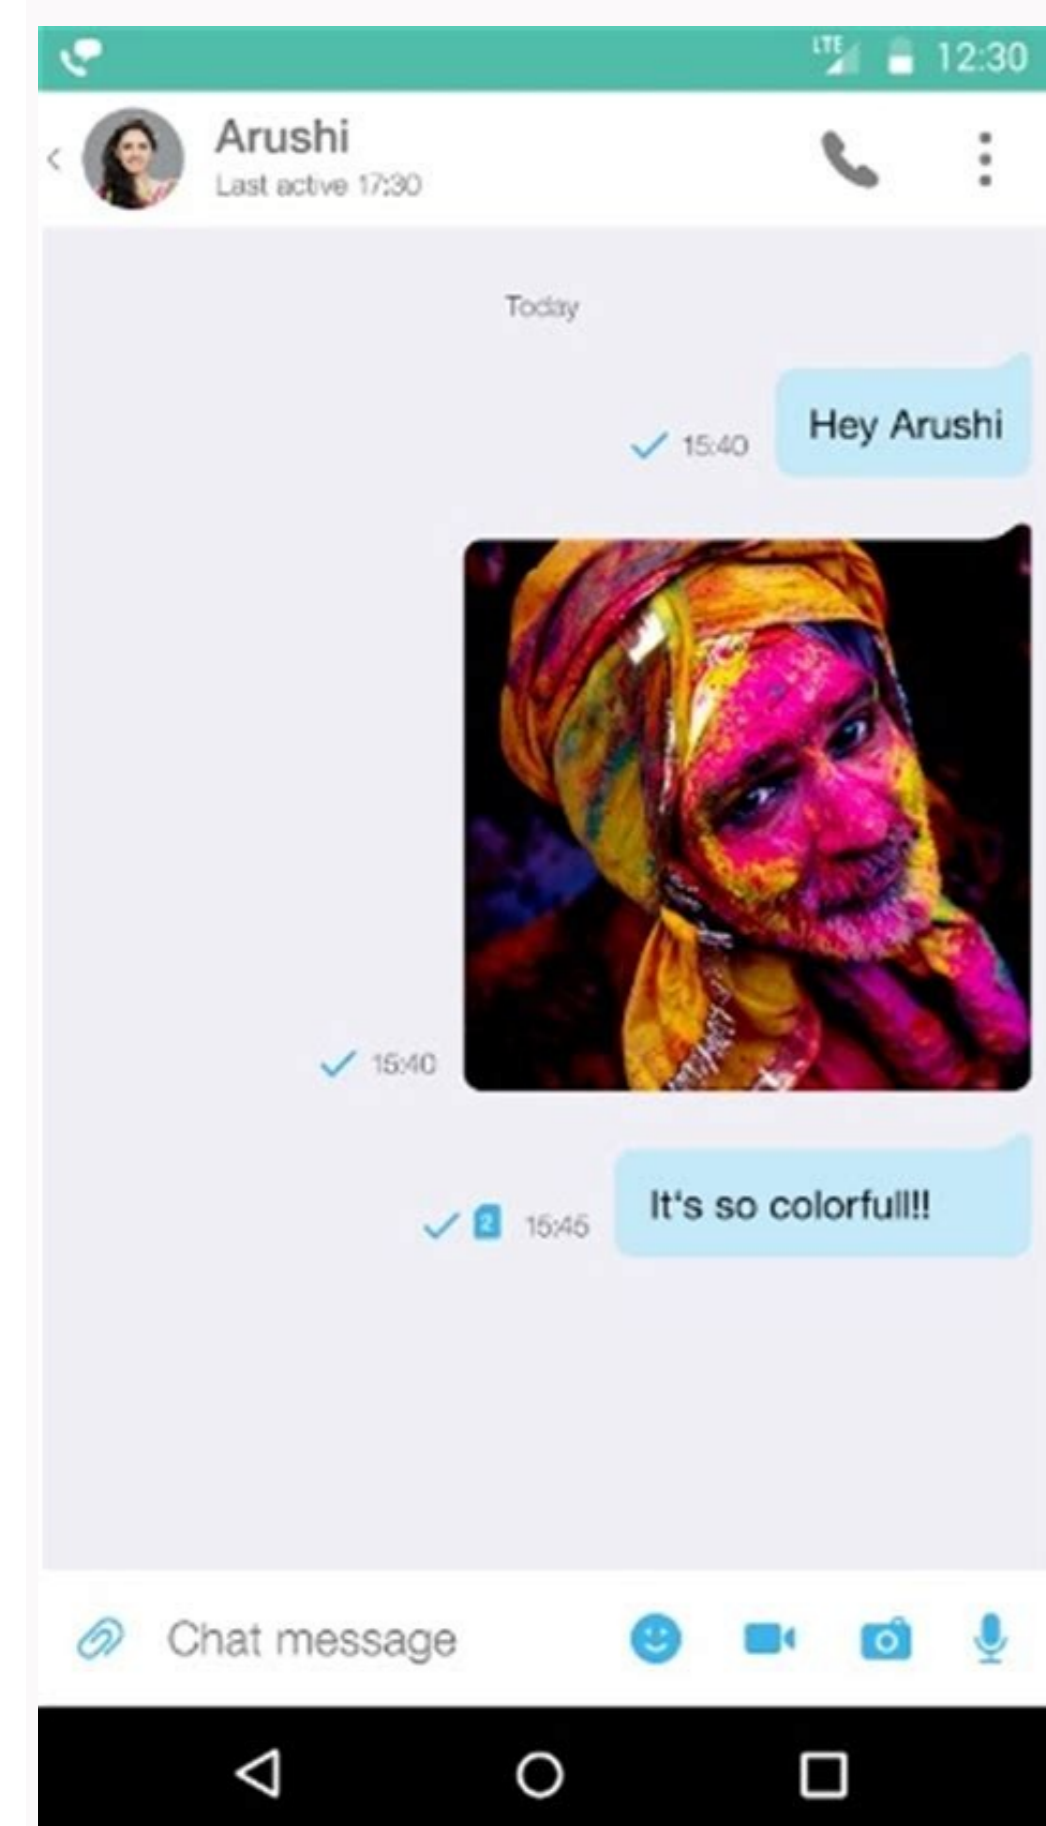 LTE 12:30
Arushi
Last active 17:30
Today
Hey Arushi
15:40
15:40
It's so colorfull!!
2 15:45
Chat message